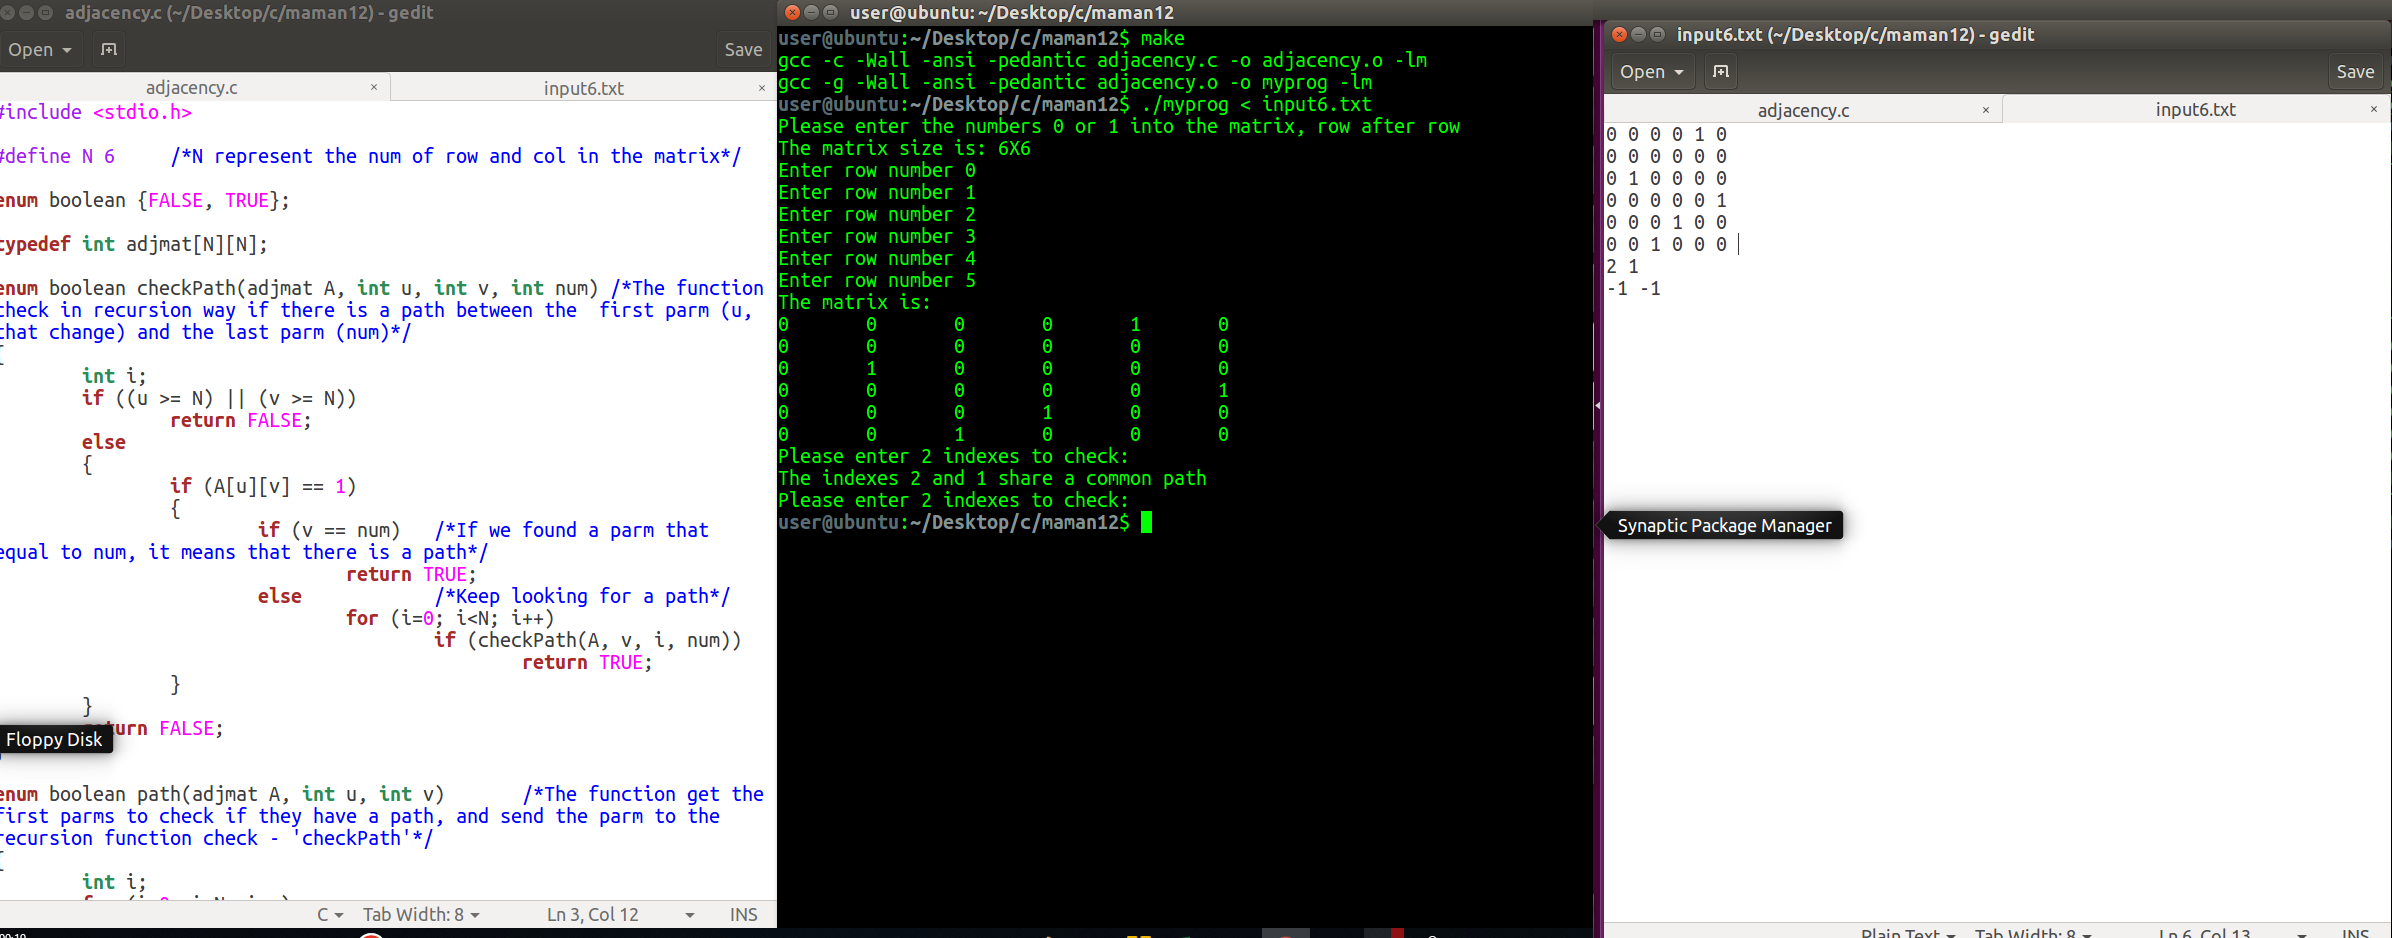 adjacency.c (~/Desktop/c/maman12) - gedit
Open
Save
adjacency.c ×
input6.txt ×
#include <stdio.h>
#define N 6     /*N represent the num of row and col in the matrix*/
enum boolean {FALSE, TRUE};
typedef int adjmat[N][N];
enum boolean checkPath(adjmat A, int u, int v, int num) /*The function
check in recursion way if there is a path between the  first parm (u,
that change) and the last parm (num)*/
{
        int i;
        if ((u >= N) || (v >= N))
                return FALSE;
        else
        {
                if (A[u][v] == 1)
                {
                        if (v == num)   /*If we found a parm that
equal to num, it means that there is a path*/
                                return TRUE;
                        else            /*Keep looking for a path*/
                                for (i=0; i<N; i++)
                                        if (checkPath(A, v, i, num))
                                                return TRUE;
                }
        }
        return FALSE;
Floppy Disk
enum boolean path(adjmat A, int u, int v)       /*The function get the
first parms to check if they have a path, and send the parm to the
recursion function check - 'checkPath'*/
{
        int i;
C
Tab Width: 8
Ln 3, Col 12
INS
user@ubuntu: ~/Desktop/c/maman12
user@ubuntu:~/Desktop/c/maman12$ make
gcc -c -Wall -ansi -pedantic adjacency.c -o adjacency.o -lm
gcc -g -Wall -ansi -pedantic adjacency.o -o myprog -lm
user@ubuntu:~/Desktop/c/maman12$ ./myprog < input6.txt
Please enter the numbers 0 or 1 into the matrix, row after row
The matrix size is: 6X6
Enter row number 0
Enter row number 1
Enter row number 2
Enter row number 3
Enter row number 4
Enter row number 5
The matrix is:
0       0       0       0       1       0
0       0       0       0       0       0
0       1       0       0       0       0
0       0       0       0       0       1
0       0       0       1       0       0
0       0       1       0       0       0
Please enter 2 indexes to check:
The indexes 2 and 1 share a common path
Please enter 2 indexes to check:
user@ubuntu:~/Desktop/c/maman12$
input6.txt (~/Desktop/c/maman12) - gedit
Open
Save
adjacency.c ×
input6.txt ×
0 0 0 0 1 0
0 0 0 0 0 0
0 1 0 0 0 0
0 0 0 0 0 1
0 0 0 1 0 0
0 0 1 0 0 0
2 1
-1 -1
Synaptic Package Manager
Plain Text
Tab Width: 8
Ln 6, Col 13
INS